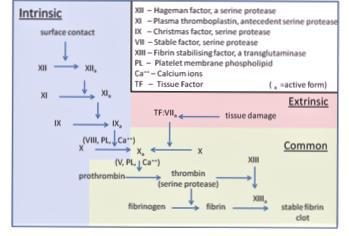 Intrinsic
surface contact
XII XIIₐ
XI XIₐ
IX IXₐ
(VIII, PL, Ca⁺⁺)
X Xₐ X
(V, PL, Ca⁺⁺)
prothrombin thrombin
(serine protease)
fibrinogen fibrin stable fibrin
clot
XII – Hageman factor, a serine protease
XI – Plasma thromboplastin, antecedent serine protease
IX – Christmas factor, serine protease
VII – Stable factor, serine protease
XIII – Fibrin stabilising factor, a transglutaminase
PL – Platelet membrane phospholipid
Ca⁺⁺ – Calcium ions
TF – Tissue Factor (ₐ =active form)
Extrinsic
TF:VIIₐ tissue damage
Common
XIII
XIIIₐ